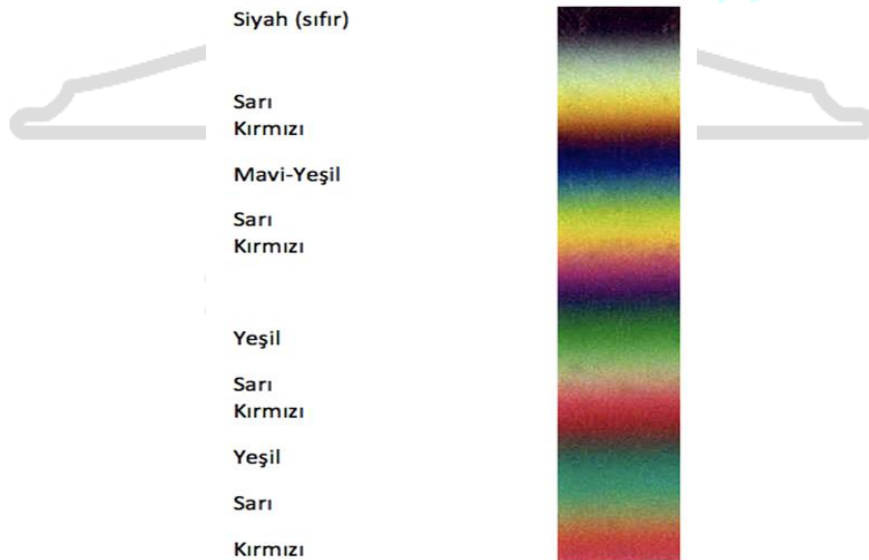 Siyah (sıfır)
Sarı
Kırmızı
Mavi-Yeşil
Sarı
Kırmızı
Yeşil
Sarı
Kırmızı
Yeşil
Sarı
Kırmızı